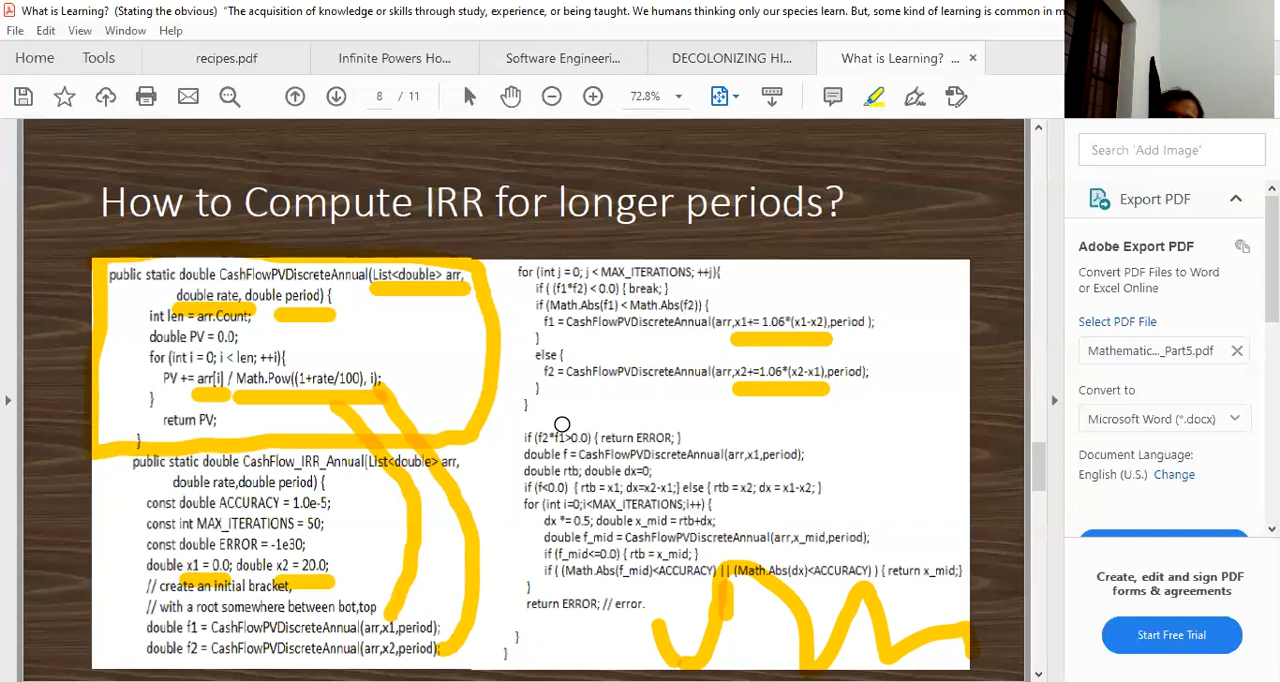 What is Learning? (Stating the obvious) "The acquisition of knowledge or skills through study, experience, or being taught. We humans thinking only our species learn. But, some kind of learning is common in m
File Edit View Window Help
Home Tools recipes.pdf Infinite Powers Ho... Software Engineeri... DECOLONIZING HI... What is Learning? ... ×
8 / 11 72.8%
Search 'Add Image'
Export PDF
Adobe Export PDF
Convert PDF Files to Word
or Excel Online
Select PDF File
Mathematic..._Part5.pdf
Convert to
Microsoft Word (*.docx)
Document Language:
English (U.S.) Change
Create, edit and sign PDF
forms & agreements
Start Free Trial
How to Compute IRR for longer periods?
public static double CashFlowPVDiscreteAnnual(List<double> arr,
double rate, double period) {
int len = arr.Count;
double PV = 0.0;
for (int i = 0; i < len; ++i){
PV += arr[i] / Math.Pow((1+rate/100), i);
}
return PV;
}
public static double CashFlow_IRR_Annual(List<double> arr,
double rate,double period) {
const double ACCURACY = 1.0e-5;
const int MAX_ITERATIONS = 50;
const double ERROR = -1e30;
double x1 = 0.0; double x2 = 20.0;
// create an initial bracket,
// with a root somewhere between bot,top
double f1 = CashFlowPVDiscreteAnnual(arr,x1,period);
double f2 = CashFlowPVDiscreteAnnual(arr,x2,period);
for (int j = 0; j < MAX_ITERATIONS; ++j){
if ( (f1*f2) < 0.0) { break; }
if (Math.Abs(f1) < Math.Abs(f2)) {
f1 = CashFlowPVDiscreteAnnual(arr,x1+= 1.06*(x1-x2),period );
}
else {
f2 = CashFlowPVDiscreteAnnual(arr,x2+=1.06*(x2-x1),period);
}
}
if (f2*f1>0.0) { return ERROR; }
double f = CashFlowPVDiscreteAnnual(arr,x1,period);
double rtb; double dx=0;
if (f<0.0) { rtb = x1; dx=x2-x1;} else { rtb = x2; dx = x1-x2; }
for (int i=0;i<MAX_ITERATIONS;i++) {
dx *= 0.5; double x_mid = rtb+dx;
double f_mid = CashFlowPVDiscreteAnnual(arr,x_mid,period);
if (f_mid<=0.0) { rtb = x_mid; }
if ( (Math.Abs(f_mid)<ACCURACY) || (Math.Abs(dx)<ACCURACY) ) { return x_mid;}
}
return ERROR; // error.
}
}